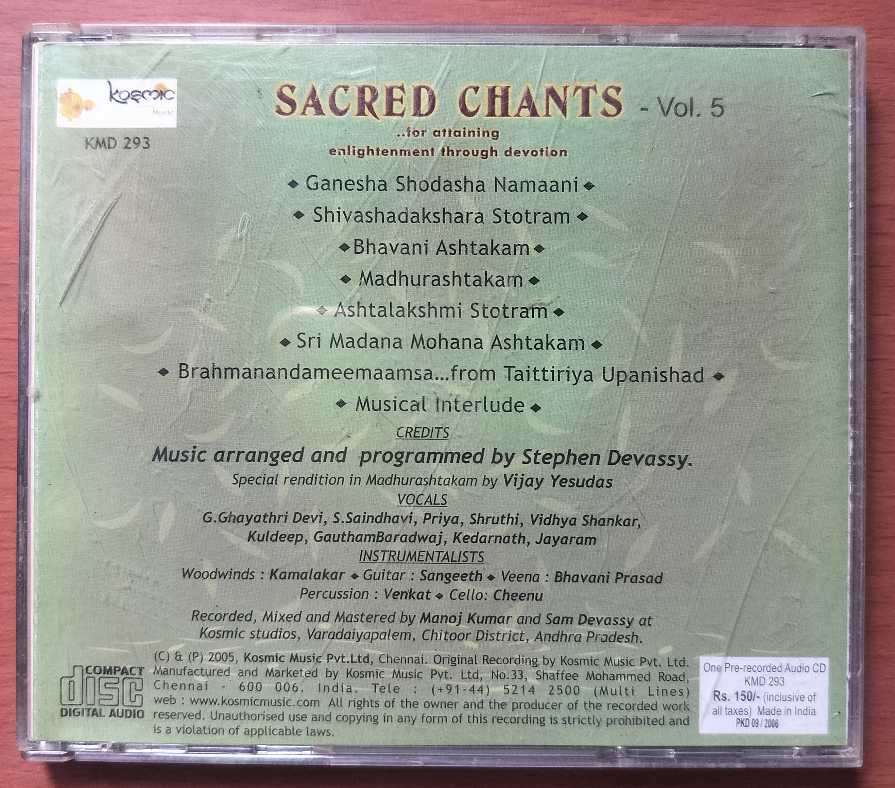 kosmic
Music
KMD 293
SACRED CHANTS - Vol. 5
..for attaining
enlightenment through devotion
Ganesha Shodasha Namaani
Shivashadakshara Stotram
Bhavani Ashtakam
Madhurashtakam
Ashtalakshmi Stotram
Sri Madana Mohana Ashtakam
Brahmanandameemaamsa...from Taittiriya Upanishad
Musical Interlude
CREDITS
Music arranged and programmed by Stephen Devassy.
Special rendition in Madhurashtakam by Vijay Yesudas
VOCALS
G.Ghayathri Devi, S.Saindhavi, Priya, Shruthi, Vidhya Shankar,
Kuldeep, GauthamBaradwaj, Kedarnath, Jayaram
INSTRUMENTALISTS
Woodwinds : Kamalakar ◆ Guitar : Sangeeth ◆ Veena : Bhavani Prasad
Percussion : Venkat ◆ Cello: Cheenu
Recorded, Mixed and Mastered by Manoj Kumar and Sam Devassy at
Kosmic studios, Varadaiyapalem, Chitoor District, Andhra Pradesh.
COMPACT
disc
DIGITAL AUDIO
(C) & (P) 2005, Kosmic Music Pvt.Ltd, Chennai. Original Recording by Kosmic Music Pvt. Ltd.
Manufactured and Marketed by Kosmic Music Pvt. Ltd, No.33, Shaffee Mohammed Road,
Chennai - 600 006. India. Tele : (+91-44) 5214 2500 (Multi Lines)
web : www.kosmicmusic.com All rights of the owner and the producer of the recorded work
reserved. Unauthorised use and copying in any form of this recording is strictly prohibited and
is a violation of applicable laws.
One Pre-recorded Audio CD
KMD 293
Rs. 150/- (inclusive of
all taxes) Made in India
PKD 09 / 2006